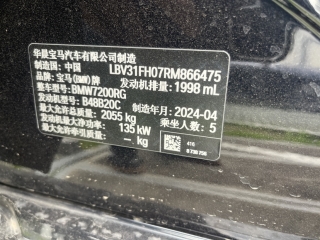 华晨宝马汽车有限公司制造
制造国: 中国 LBV31FH07RM866475
品牌: 宝马(BMW)牌 发动机排量: 1998 mL
整车型号: BMW7200RG
发动机型号: B48B20C 制造年月: 2024-04
最大允许总质量: 2055 kg 乘坐人数: 5
发动机最大净功率: 135 kW
最大允许牵引质量: – kg